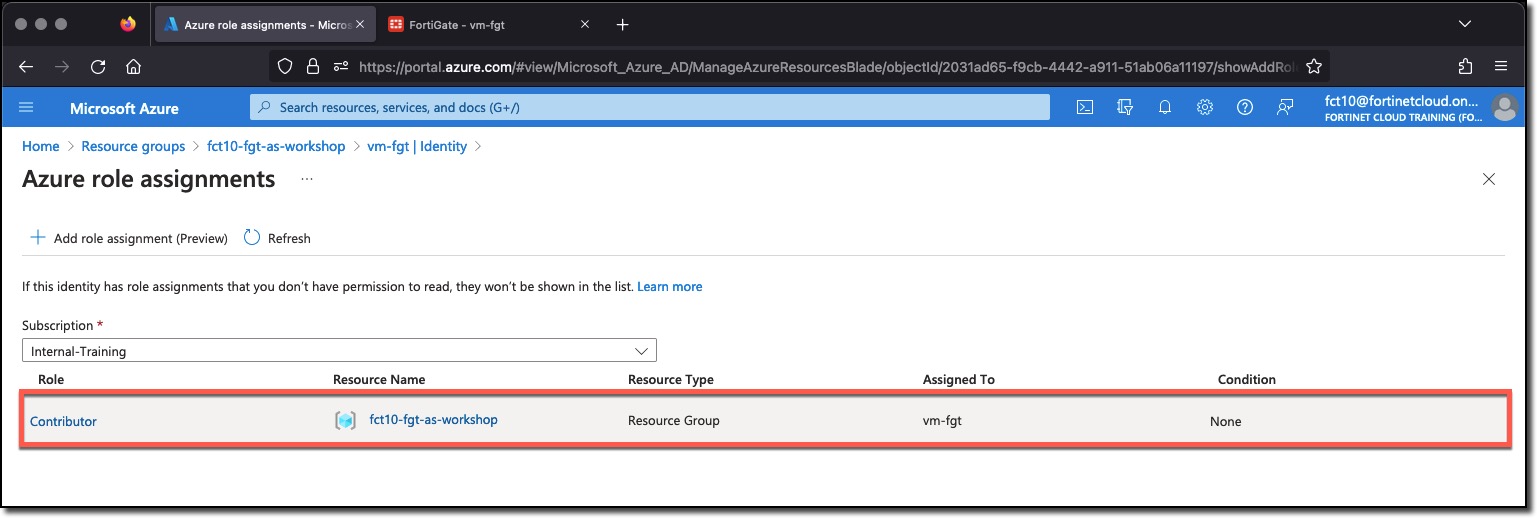 Azure role assignments - Micros
FortiGate - vm-fgt
https://portal.azure.com/#view/Microsoft_Azure_AD/ManageAzureResourcesBlade/objectId/2031ad65-f9cb-4442-a911-51ab06a11197/showAddRol
Microsoft Azure
Search resources, services, and docs (G+/)
fct10@fortinetcloud.on...
FORTINET CLOUD TRAINING (FO...
Home > Resource groups > fct10-fgt-as-workshop > vm-fgt | Identity >
Azure role assignments ...
Add role assignment (Preview) Refresh
If this identity has role assignments that you don't have permission to read, they won't be shown in the list. Learn more
Subscription *
Internal-Training
Role Resource Name Resource Type Assigned To Condition
Contributor fct10-fgt-as-workshop Resource Group vm-fgt None